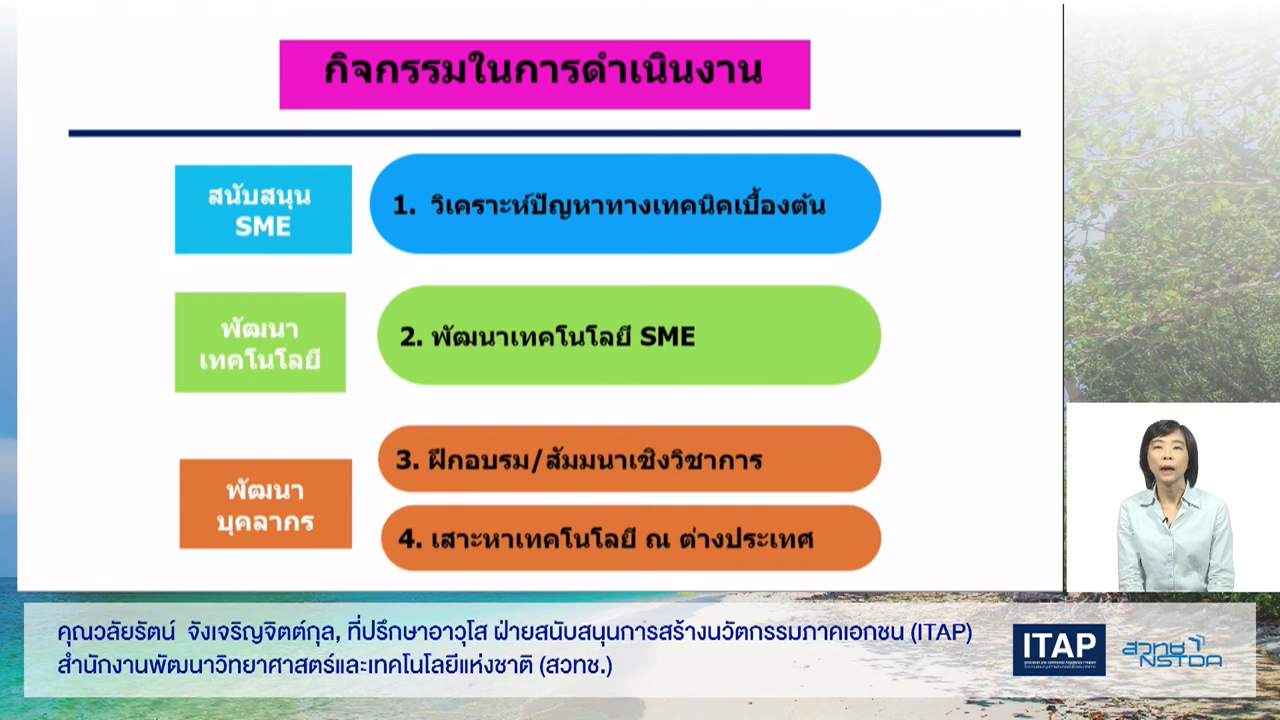 กิจกรรมในการดำเนินงาน
สนับสนุน
SME
1. วิเคราะห์ปัญหาทางเทคนิคเบื้องต้น
พัฒนา
เทคโนโลยี
2. พัฒนาเทคโนโลยี SME
พัฒนา
บุคลากร
3. ฝึกอบรม/สัมมนาเชิงวิชาการ
4. เสาะหาเทคโนโลยี ณ ต่างประเทศ
คุณวลัยรัตน์ จังเจริญจิตต์กุล, ที่ปรึกษาอาวุโส ฝ่ายสนับสนุนการสร้างนวัตกรรมภาคเอกชน (ITAP)
สำนักงานพัฒนาวิทยาศาสตร์และเทคโนโลยีแห่งชาติ (สวทช.)
ITAP
สวทช
NSTDA